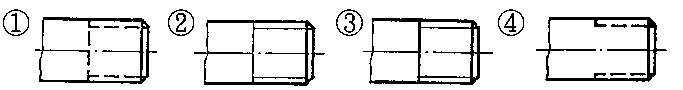 ① ② ③ ④